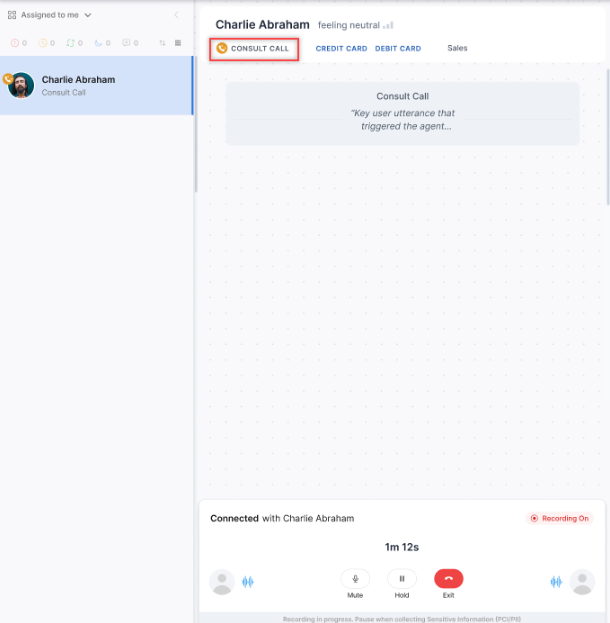 Assigned to me
0 0 0 0 0
Charlie Abraham
Consult Call
Charlie Abraham feeling neutral
CONSULT CALL CREDIT CARD DEBIT CARD Sales
Consult Call
"Key user utterance that
triggered the agent...
Connected with Charlie Abraham
Recording On
1m 12s
Mute Hold Exit
Recording in progress. Pause when collecting Sensitive Information (PCI/PII)